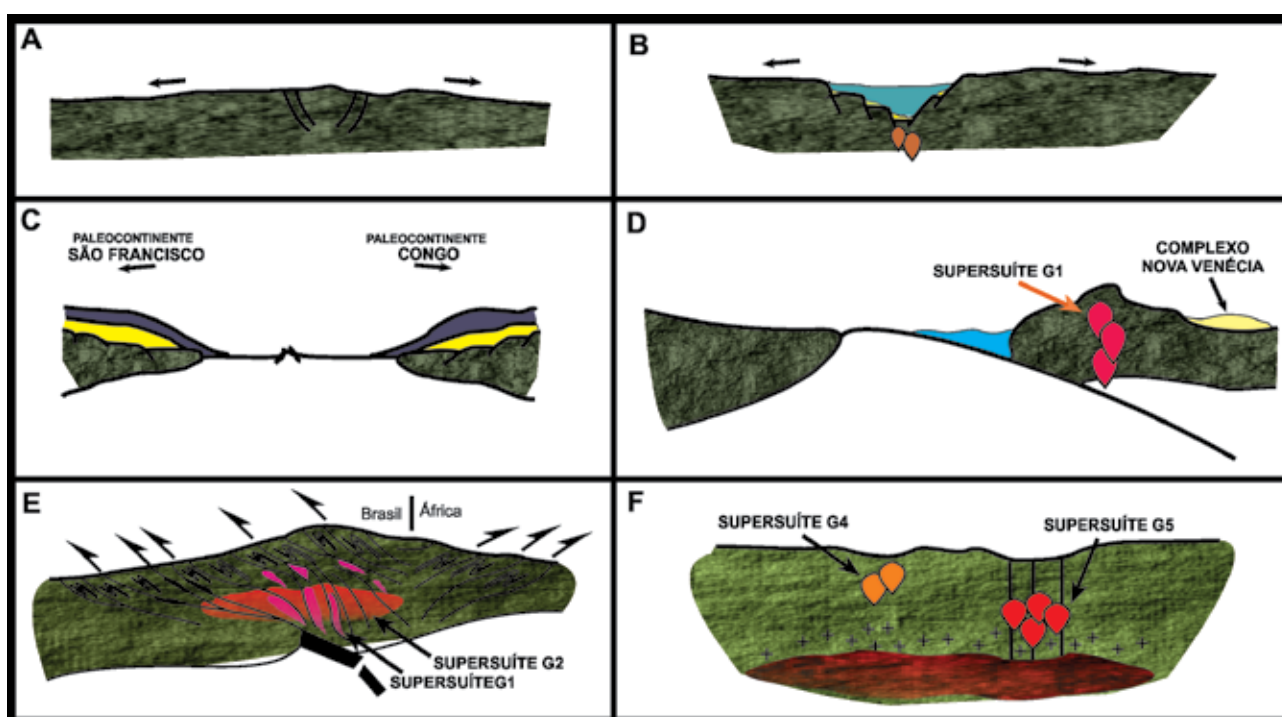 A
B
C
PALEOCONTINENTE
SÃO FRANCISCO
PALEOCONTINENTE
CONGO
D
SUPERSUÍTE G1
COMPLEXO
NOVA VENÉCIA
E
Brasil
África
SUPERSUÍTE G2
SUPERSUÍTEG1
F
SUPERSUÍTE G4
SUPERSUÍTE G5